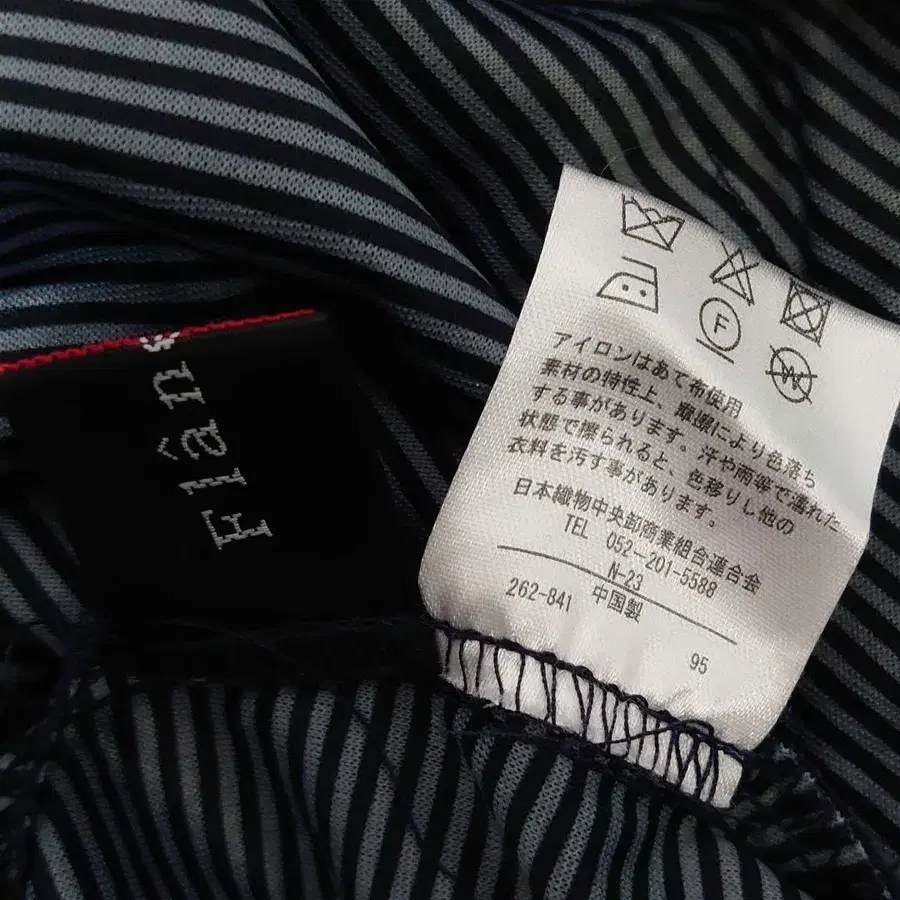 Flân
F
W
アイロンはあて布使用
素材の特性上、摩擦により色落ち
する事があります。汗や雨等で濡れた
状態で擦られると、色移りし他の
衣料を汚す事があります。
日本織物中央卸商業組合連合会
TEL 052-201-5588
N-23
262-841 中国製
95